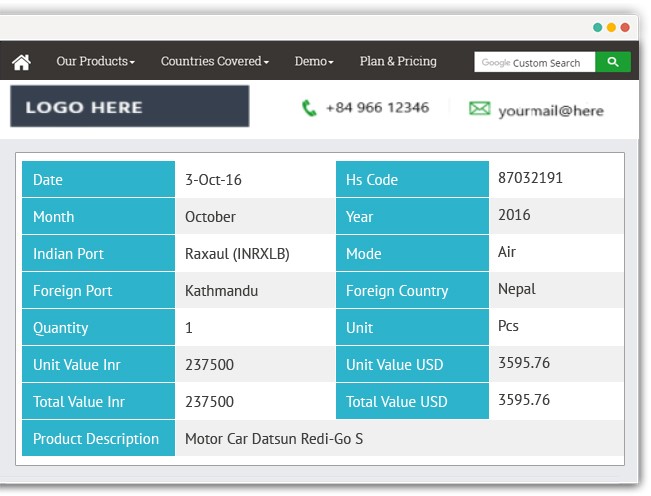 Our Products Countries Covered Demo Plan & Pricing Google Custom Search
LOGO HERE +84 966 12346 yourmail@here
Date 3-Oct-16 Hs Code 87032191
Month October Year 2016
Indian Port Raxaul (INRXLB) Mode Air
Foreign Port Kathmandu Foreign Country Nepal
Quantity 1 Unit Pcs
Unit Value Inr 237500 Unit Value USD 3595.76
Total Value Inr 237500 Total Value USD 3595.76
Product Description Motor Car Datsun Redi-Go S